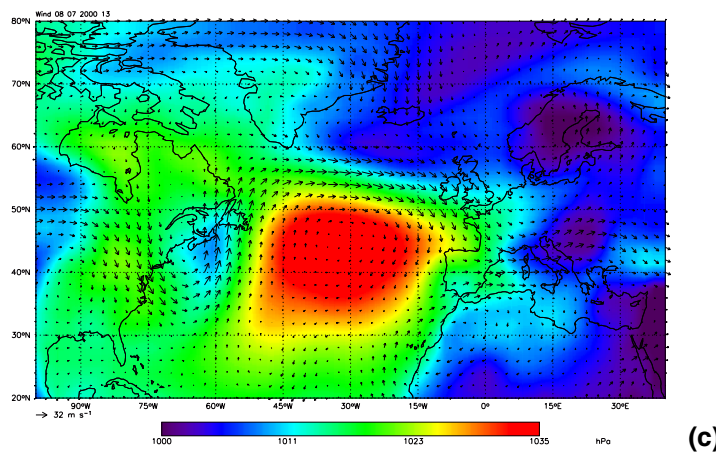 Wind 08 07 2000 13
80%N
70%N
60%N
50%N
40%N
30%N
20%N
90%W 75%W 60%W 45%W 30%W 15%W 0% 15%E 30%E
32 m s⁻¹
1000 1011 1023 1035 hPa
(c)